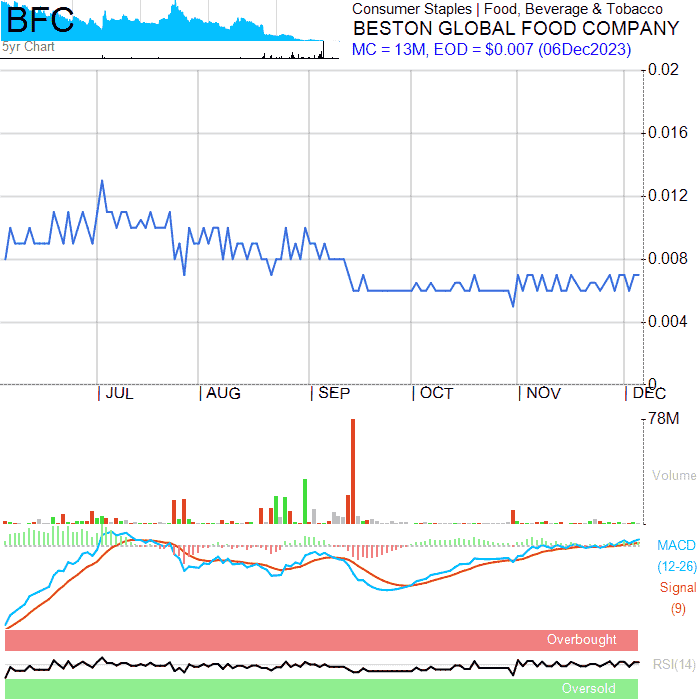 BFC
5yr Chart
Consumer Staples | Food, Beverage & Tobacco
BESTON GLOBAL FOOD COMPANY
MC = 13M, EOD = $0.007 (06Dec2023)
0.02
0.016
0.012
0.008
0.004
0
JUL AUG SEP OCT NOV DEC
78M
Volume
MACD
(12-26)
Signal
(9)
Overbought
RSI(14)
Oversold